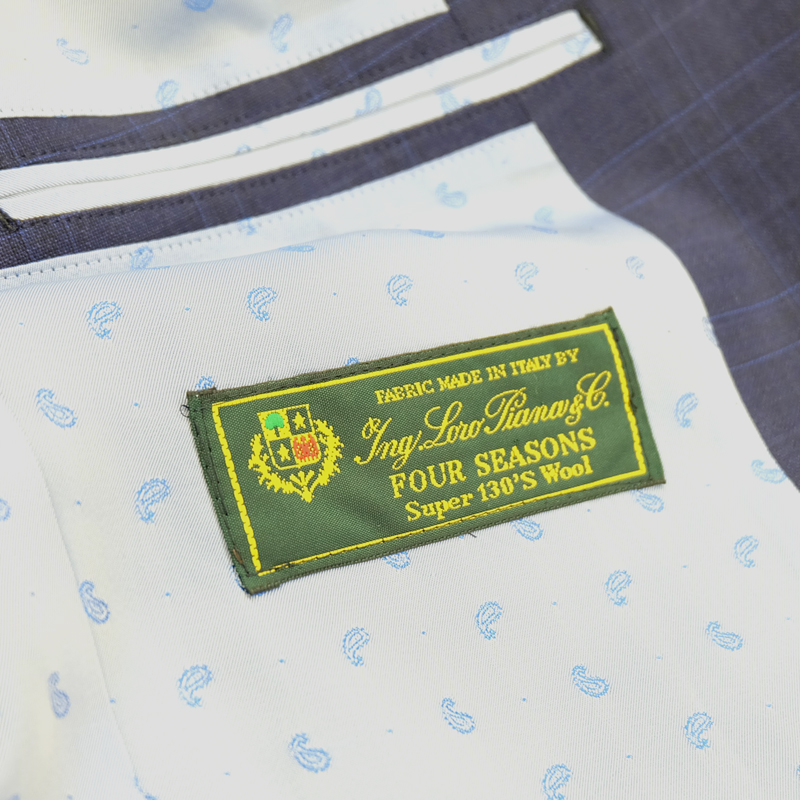 FABRIC MADE IN ITALY BY
Ing. Loro Piana & C.
FOUR SEASONS
Super 130'S Wool